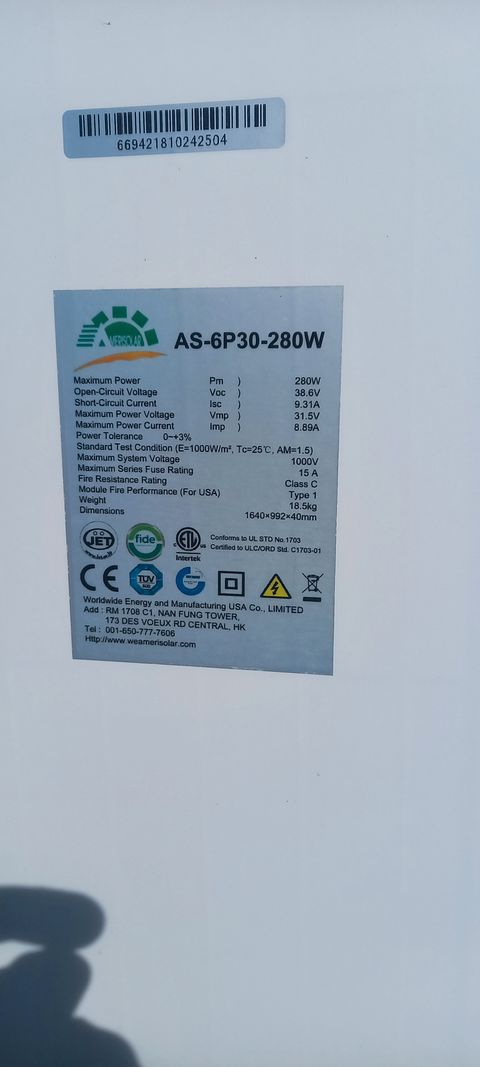 669421810242504
AMERISOLAR
AS-6P30-280W
Maximum Power Pm ) 280W
Open-Circuit Voltage Voc ) 38.6V
Short-Circuit Current Isc ) 9.31A
Maximum Power Voltage Vmp ) 31.5V
Maximum Power Current Imp ) 8.89A
Power Tolerance 0~+3%
Standard Test Condition (E=1000W/m², Tc=25℃, AM=1.5)
Maximum System Voltage 1000V
Maximum Series Fuse Rating 15 A
Fire Resistance Rating Class C
Module Fire Performance (For USA) Type 1
Weight 18.5kg
Dimensions 1640×992×40mm
JET
fide
ETL
us
Intertek
Conforms to UL STD No.1703
Certified to ULC/ORD Std. C1703-01
CE
TÜV
SUD
Worldwide Energy and Manufacturing USA Co., LIMITED
Add : RM 1708 C1, NAN FUNG TOWER,
173 DES VOEUX RD CENTRAL, HK
Tel : 001-650-777-7606
Http://www.weamerisolar.com